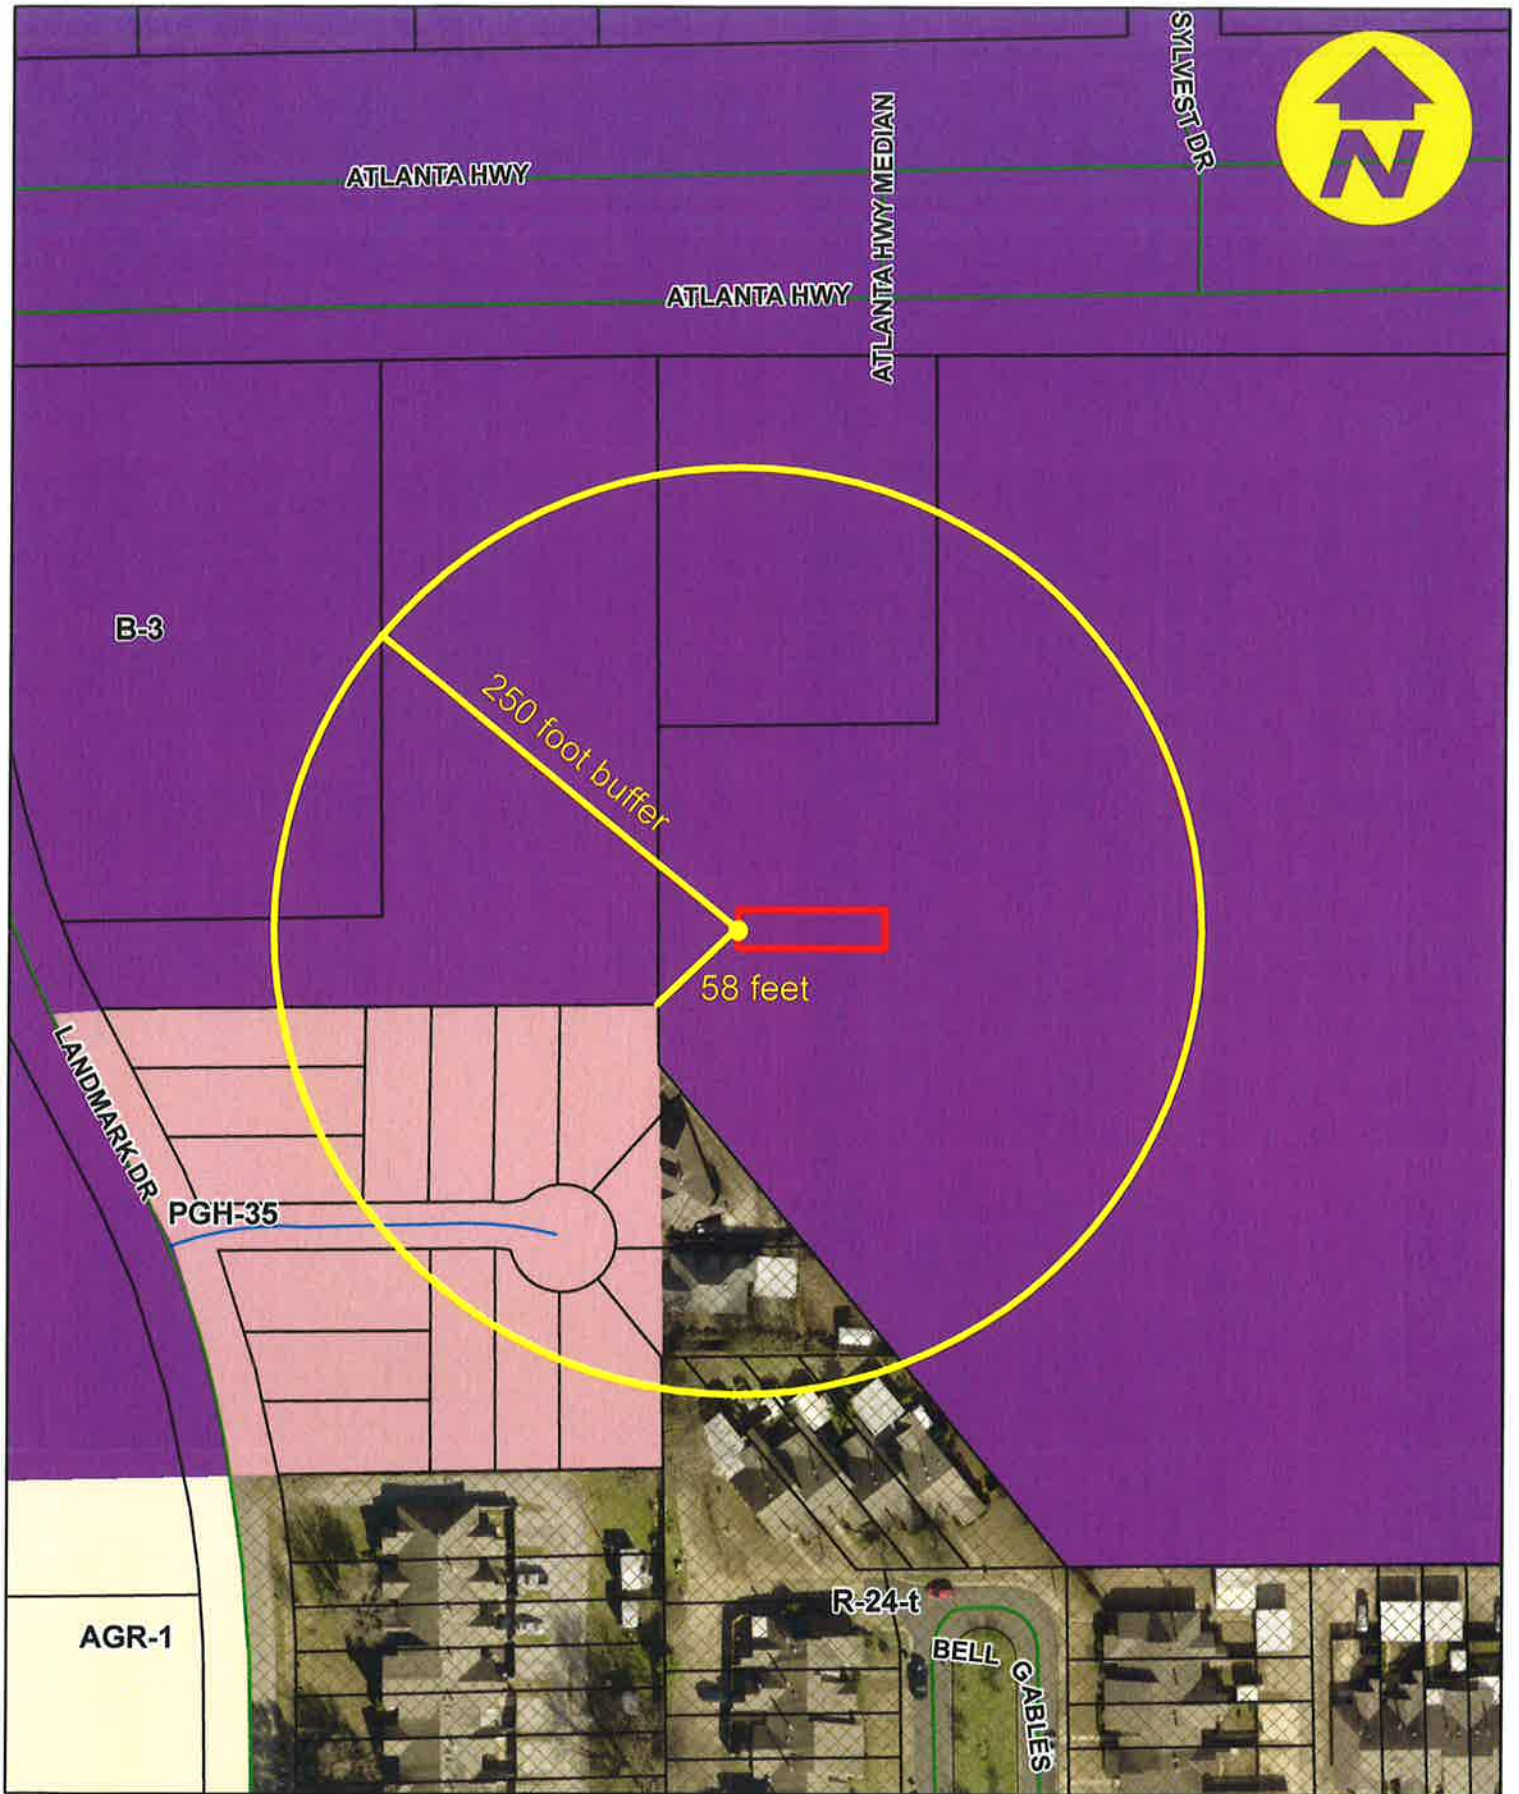 SYLVEST DR
N
ATLANTA HWY
ATLANTA HWY MEDIAN
ATLANTA HWY
B-3
250 foot buffer
58 feet
LANDMARK DR
PGH-35
R-24-t
AGR-1
BELL GABLES